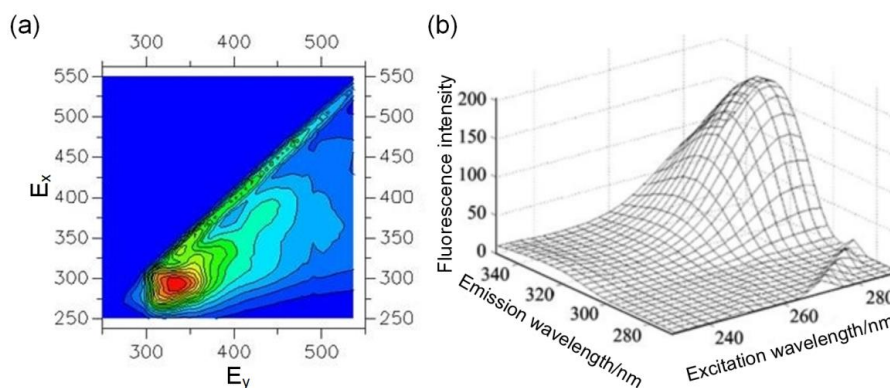 (a)
300 400 500
550 550
500 500
450 450
400 400
350 350
300 300
250 250
300 400 500
Ex
Ey
(b)
Fluorescence intensity
200
150
100
50
0
340
320
300
280
Emission wavelength/nm
240
260
280
Excitation wavelength/nm